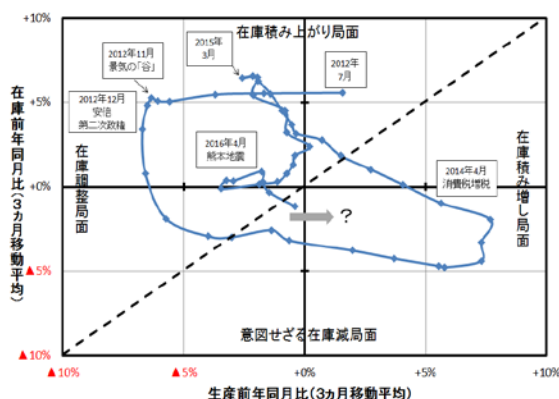 +10%
+5%
+0%
▲5%
▲10%
在庫前年同月比(3ヵ月移動平均)
在庫積み上がり局面
2015年
3月
2012年11月
景気の「谷」
2012年
7月
2012年12月
安倍
第二次政権
2016年4月
熊本地震
2014年4月
消費税増税
在庫調整局面
在庫積み増し局面
?
意図せざる在庫減局面
▲10%
▲5%
+0%
+5%
+10%
生産前年同月比(3ヵ月移動平均)